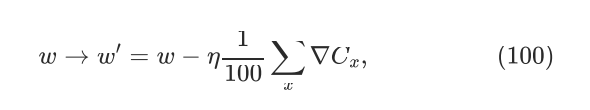 w → w′ = w − η 1/100 ∑ₓ ∇Cₓ, (100)